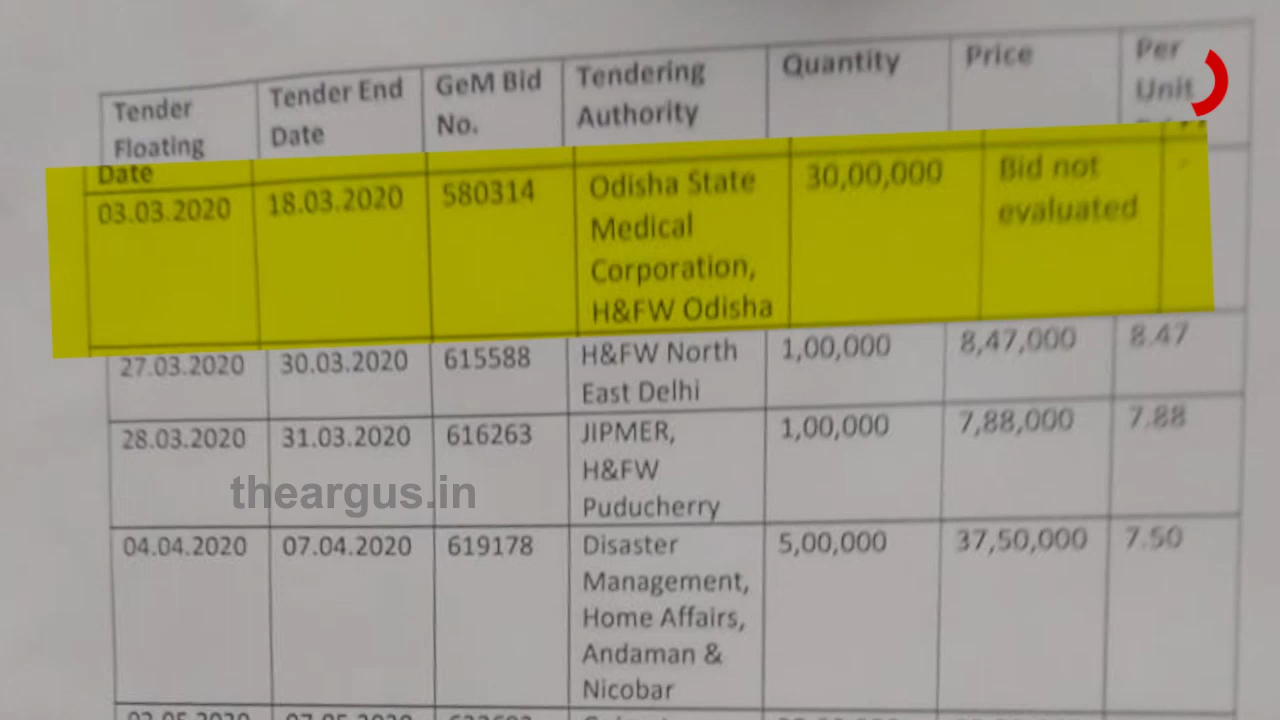 Tender Floating Date
Tender End Date
GeM Bid No.
Tendering Authority
Quantity
Price
Per Unit
03.03.2020
18.03.2020
580314
Odisha State
Medical
Corporation,
H&FW Odisha
30,00,000
Bid not
evaluated
27.03.2020
30.03.2020
615588
H&FW North
East Delhi
1,00,000
8,47,000
8.47
28.03.2020
31.03.2020
616263
JIPMER,
H&FW
Puducherry
1,00,000
7,88,000
7.88
theargus.in
04.04.2020
07.04.2020
619178
Disaster
Management,
Home Affairs,
Andaman &
Nicobar
5,00,000
37,50,000
7.50